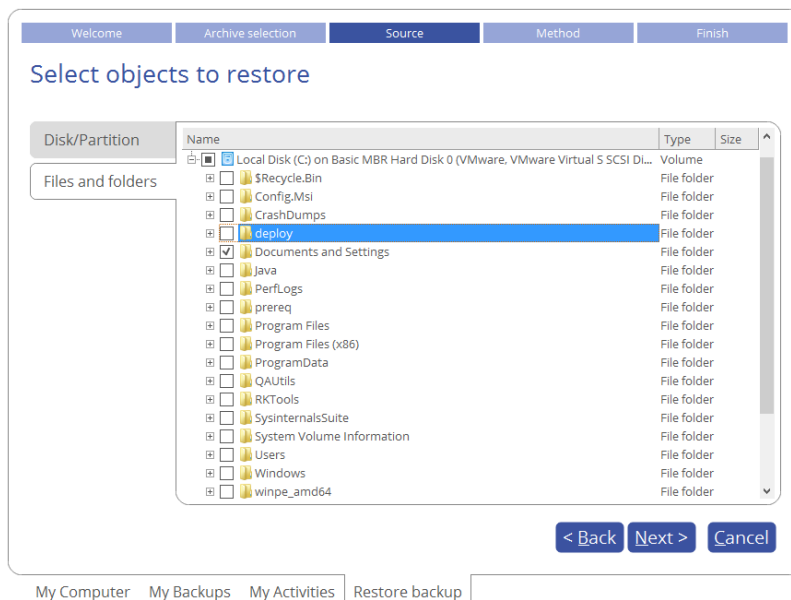 Welcome Archive selection Source Method Finish
Select objects to restore
Disk/Partition
Files and folders
Name Type Size
Local Disk (C:) on Basic MBR Hard Disk 0 (VMware, VMware Virtual S SCSI Di... Volume
$Recycle.Bin File folder
Config.Msi File folder
CrashDumps File folder
deploy File folder
Documents and Settings File folder
Java File folder
PerfLogs File folder
prereq File folder
Program Files File folder
Program Files (x86) File folder
ProgramData File folder
QAUtils File folder
RKTools File folder
SysinternalsSuite File folder
System Volume Information File folder
Users File folder
Windows File folder
winpe_amd64 File folder
< Back Next > Cancel
My Computer My Backups My Activities Restore backup